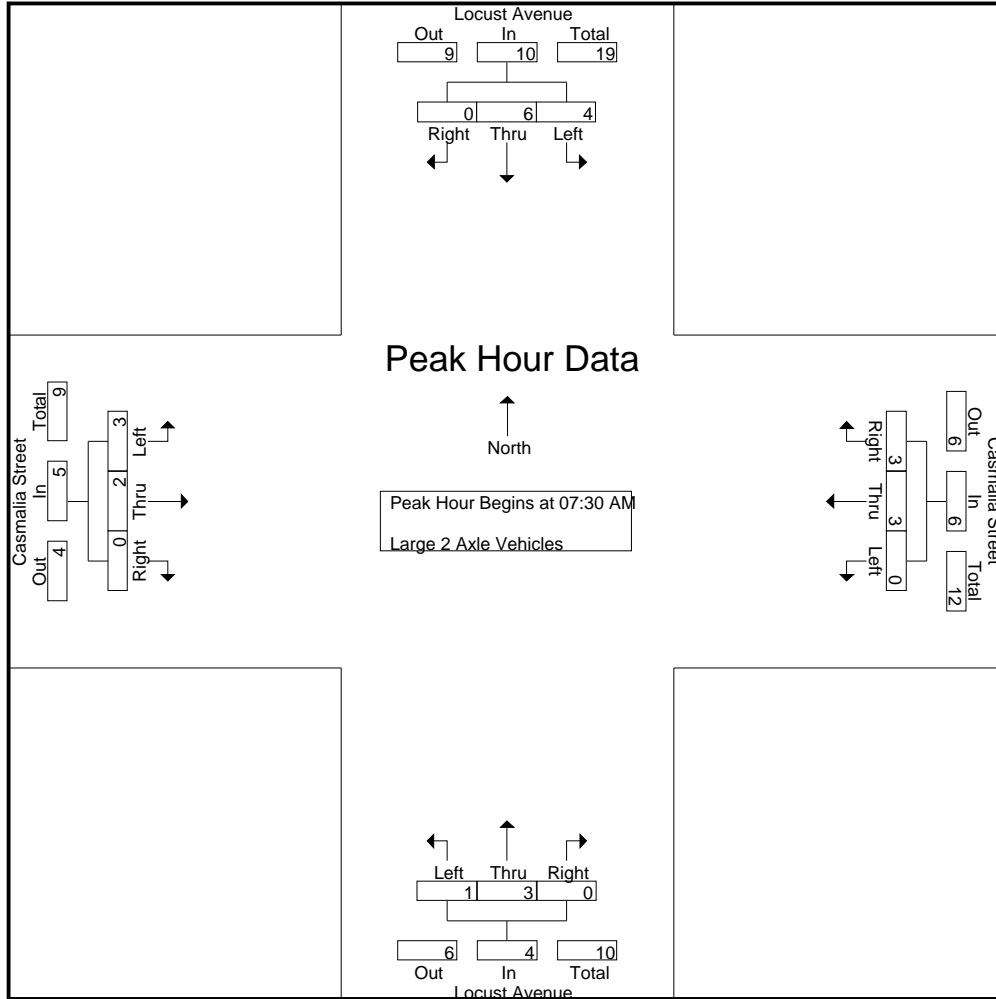 Locust Avenue
Out In Total
9 10 19
0 6 4
Right Thru Left
Peak Hour Data
North
Peak Hour Begins at 07:30 AM
Large 2 Axle Vehicles
Casmalia Street
Total In Out
9 5 4
3 2 0
Left Thru Right
Casmalia Street
Out In Total
6 6 12
3 3 0
Right Thru Left
Left Thru Right
1 3 0
6 4 10
Out In Total
Locust Avenue